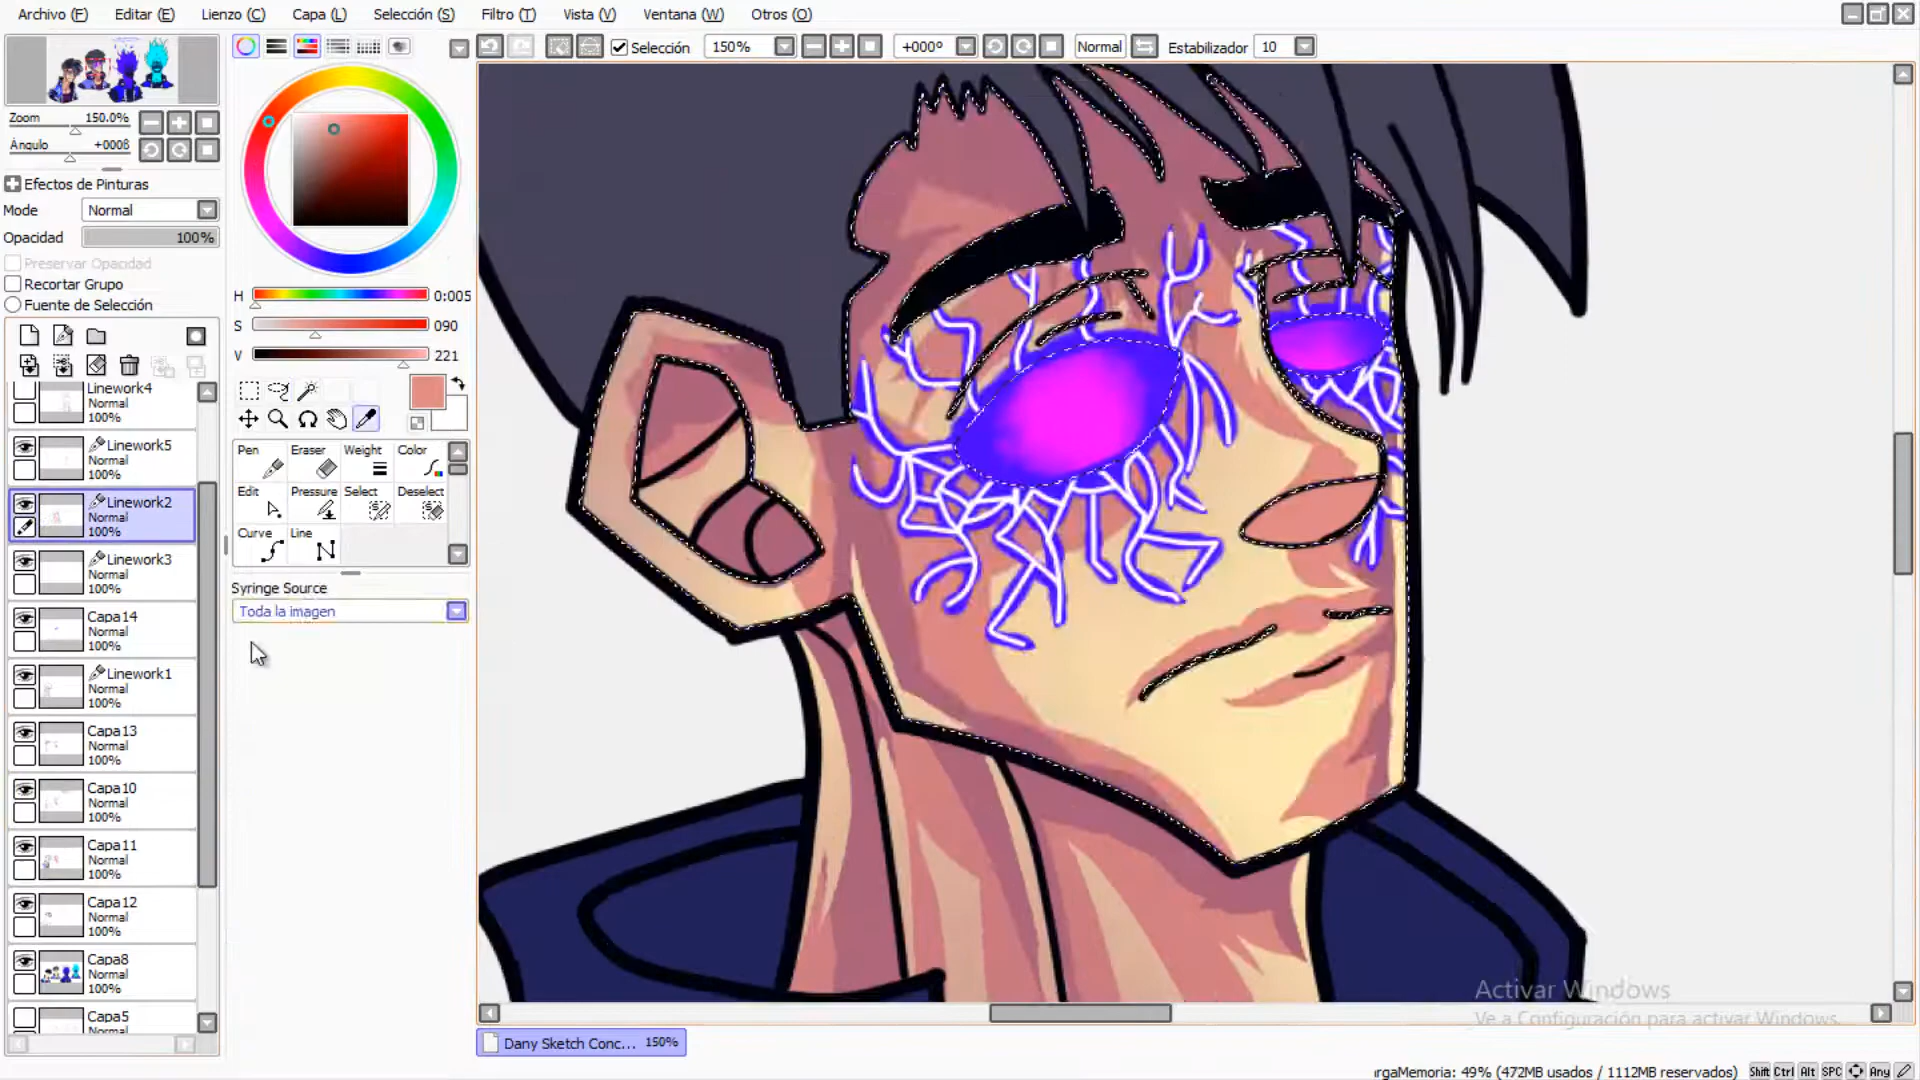 Archivo (F) Editar (E) Lienzo (C) Capa (L) Selección (S) Filtro (T) Vista (V) Ventana (W) Otros (O)
Selección 150% +000º Normal Estabilizador 10
Zoom 150.0%
Ángulo +000ß
Efectos de Pinturas
Mode Normal
Opacidad 100%
Preservar Opacidad
Recortar Grupo
Fuente de Selección
H 0:005
S 090
V 221
Linework4
Normal
100%
Linework5
Normal
100%
Linework2
Normal
100%
Linework3
Normal
100%
Capa14
Normal
100%
Linework1
Normal
100%
Capa13
Normal
100%
Capa10
Normal
100%
Capa11
Normal
100%
Capa12
Normal
100%
Capa8
Normal
100%
Capa5
Normal
Pen Eraser Weight Color
Edit Pressure Select Deselect
Curve Line
Syringe Source
Toda la imagen
Activar Windows
Ve a Configuración para activar Windows.
Dany Sketch Conc... 150%
ırgaMemoria: 49% (472MB usados / 1112MB reservados) Shift Ctrl Alt SPC Any